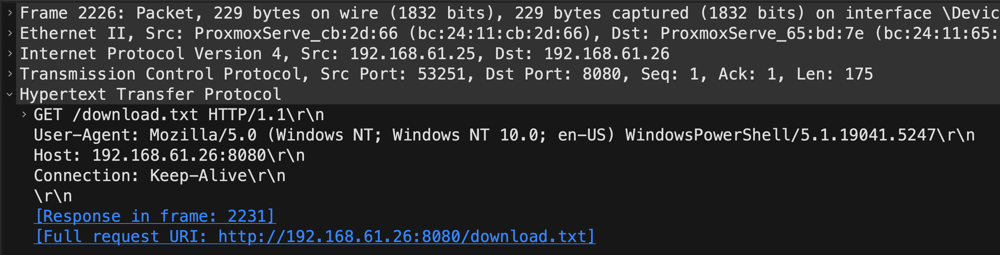 Frame 2226: Packet, 229 bytes on wire (1832 bits), 229 bytes captured (1832 bits) on interface \Devic
Ethernet II, Src: ProxmoxServe_cb:2d:66 (bc:24:11:cb:2d:66), Dst: ProxmoxServe_65:bd:7e (bc:24:11:65:
Internet Protocol Version 4, Src: 192.168.61.25, Dst: 192.168.61.26
Transmission Control Protocol, Src Port: 53251, Dst Port: 8080, Seq: 1, Ack: 1, Len: 175
Hypertext Transfer Protocol
GET /download.txt HTTP/1.1\r\n
User-Agent: Mozilla/5.0 (Windows NT; Windows NT 10.0; en-US) WindowsPowerShell/5.1.19041.5247\r\n
Host: 192.168.61.26:8080\r\n
Connection: Keep-Alive\r\n
\r\n
[Response in frame: 2231]
[Full request URI: http://192.168.61.26:8080/download.txt]